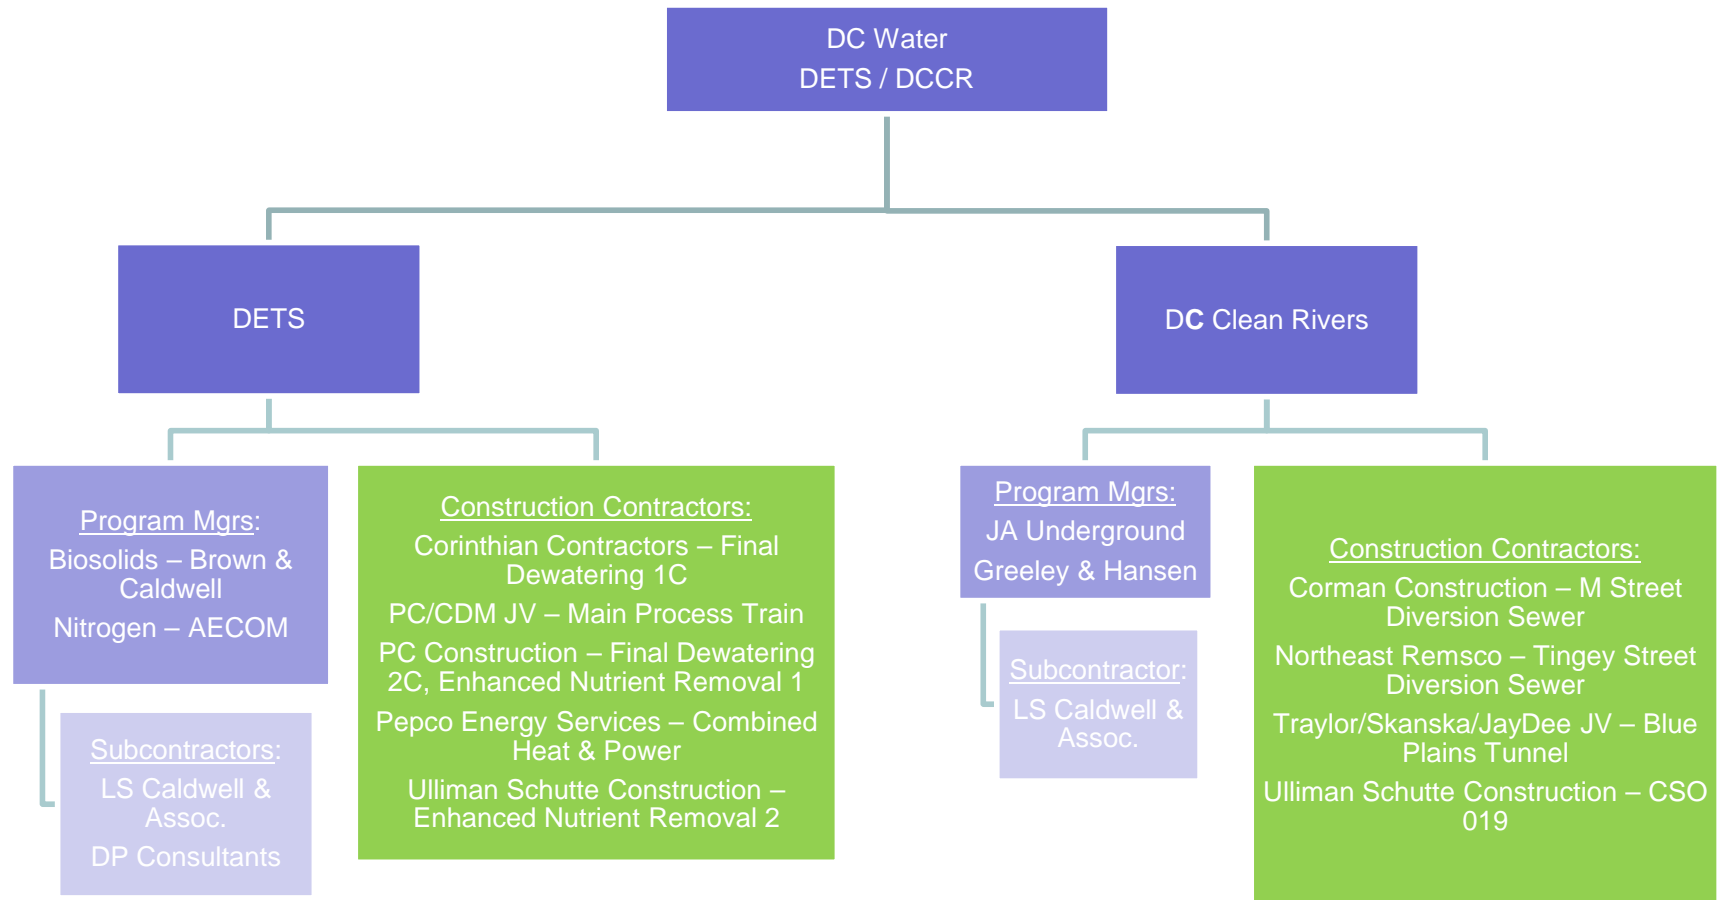 DC Water
DETS / DCCR
DETS
DC Clean Rivers
Program Mgrs:
Biosolids – Brown &
Caldwell
Nitrogen – AECOM
Subcontractors:
LS Caldwell &
Assoc.
DP Consultants
Construction Contractors:
Corinthian Contractors – Final
Dewatering 1C
PC/CDM JV – Main Process Train
PC Construction – Final Dewatering
2C, Enhanced Nutrient Removal 1
Pepco Energy Services – Combined
Heat & Power
Ulliman Schutte Construction –
Enhanced Nutrient Removal 2
Program Mgrs:
JA Underground
Greeley & Hansen
Subcontractor:
LS Caldwell &
Assoc.
Construction Contractors:
Corman Construction – M Street
Diversion Sewer
Northeast Remsco – Tingey Street
Diversion Sewer
Traylor/Skanska/JayDee JV – Blue
Plains Tunnel
Ulliman Schutte Construction – CSO
019